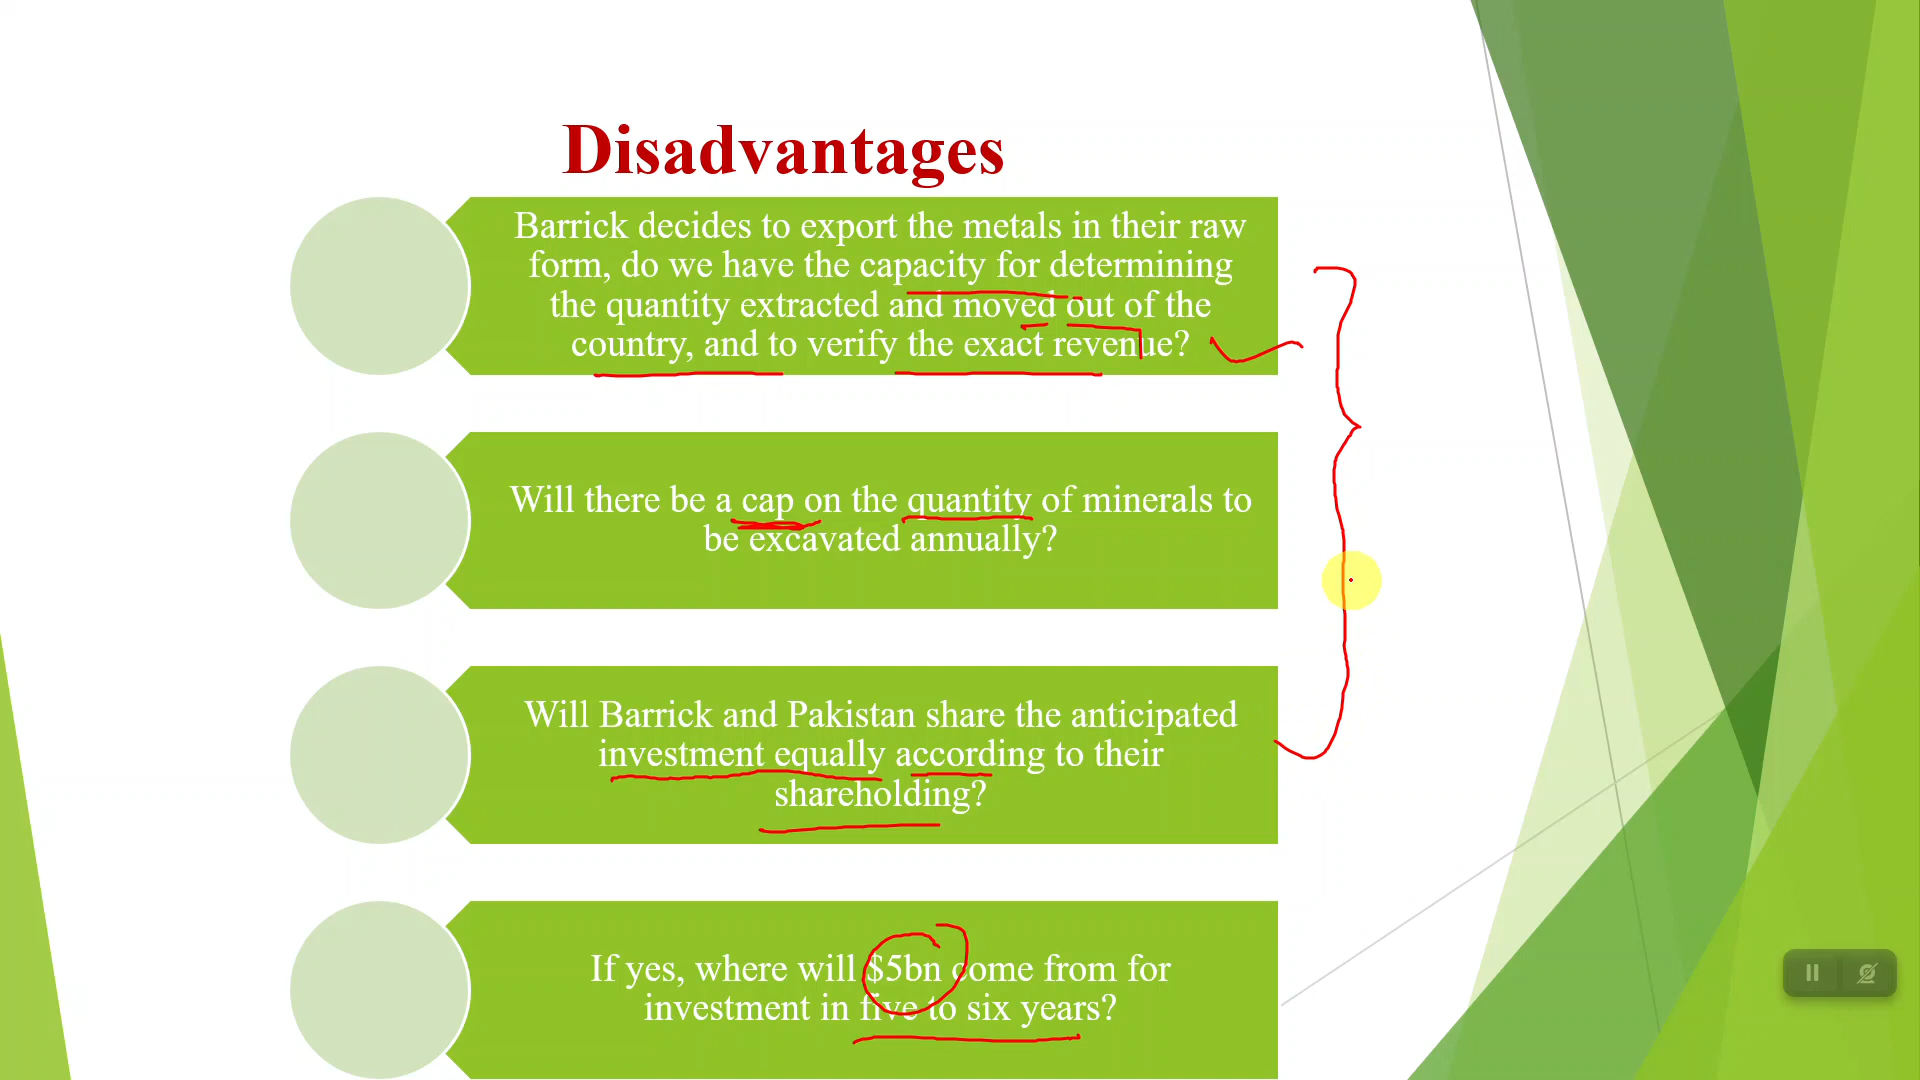 Disadvantages
Barrick decides to export the metals in their raw
form, do we have the capacity for determining
the quantity extracted and moved out of the
country, and to verify the exact revenue?
Will there be a cap on the quantity of minerals to
be excavated annually?
Will Barrick and Pakistan share the anticipated
investment equally according to their
shareholding?
If yes, where will $5bn come from for
investment in five to six years?